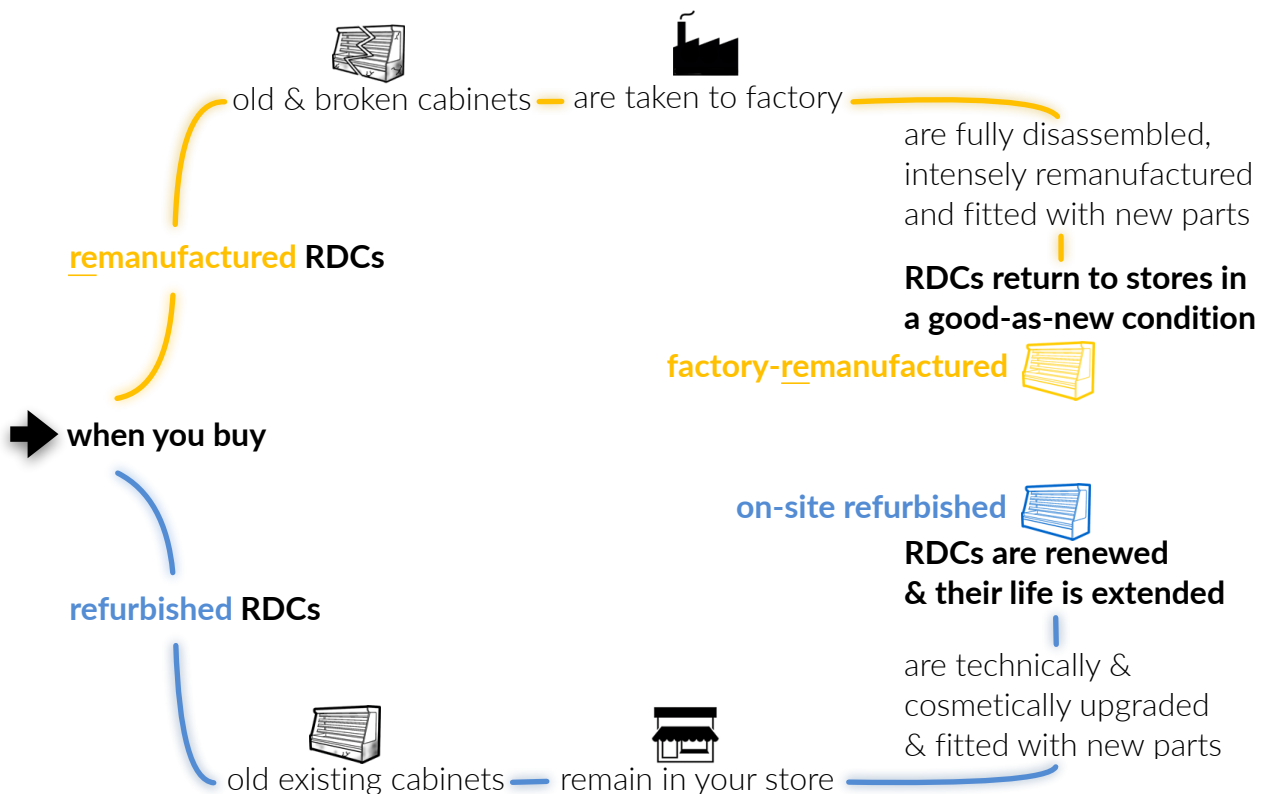 old & broken cabinets
are taken to factory
are fully disassembled,
intensely remanufactured
and fitted with new parts
remanufactured RDCs
RDCs return to stores in
a good-as-new condition
factory-remanufactured
when you buy
on-site refurbished
RDCs are renewed
& their life is extended
refurbished RDCs
are technically &
cosmetically upgraded
& fitted with new parts
old existing cabinets
remain in your store